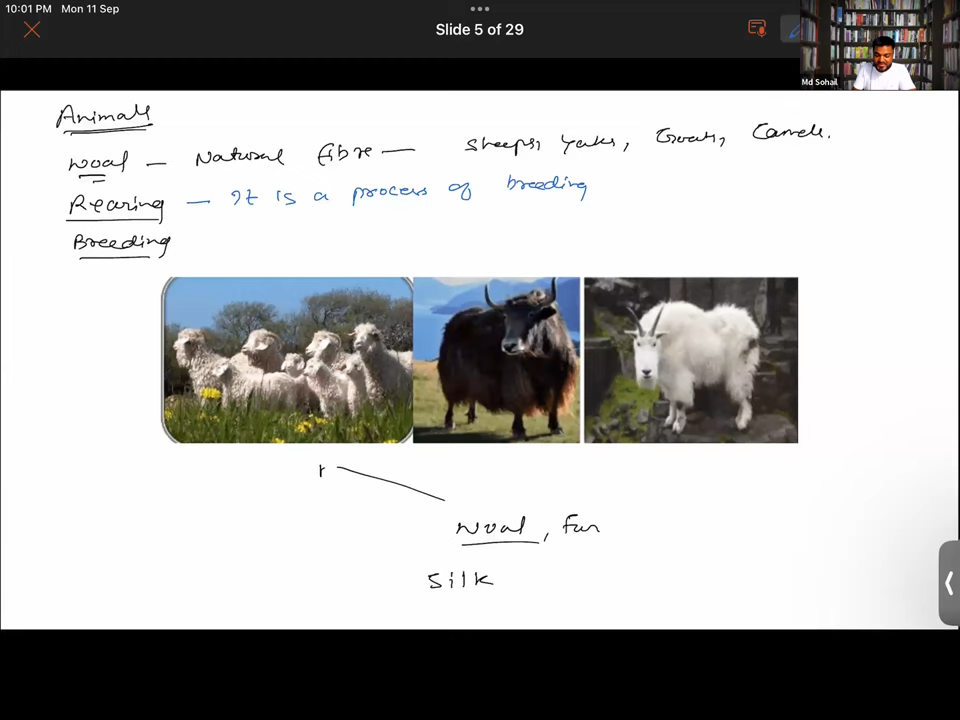 10:01 PM Mon 11 Sep
Slide 5 of 29
Md Sohail
Animals
Wool — Natural fibre — Sheeps, Yaks, Goats, Camels.
Rearing — It is a process of breeding
Breeding
Wool, Fur
Silk